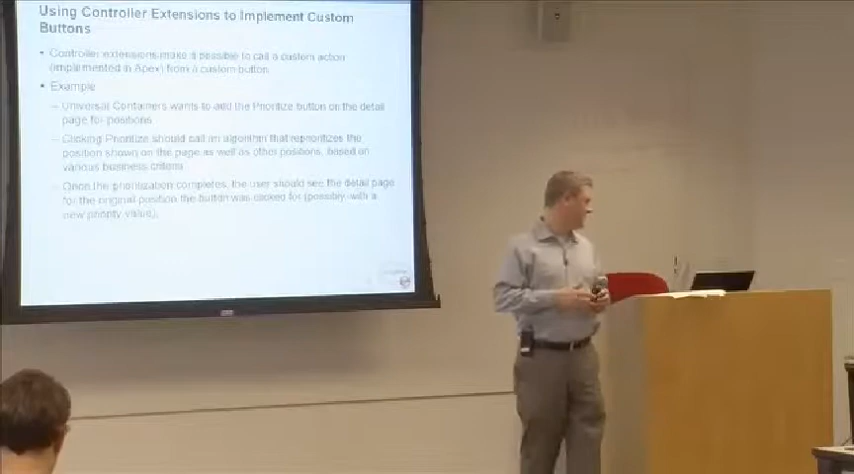 Using Controller Extensions to Implement Custom
Buttons
• Controller extensions make it possible to call a custom action
(implemented in Apex) from a custom button.
• Example
– Universal Containers wants to add the Prioritize button on the detail
page for positions.
– Clicking Prioritize should call an algorithm that reprioritizes the
position shown on the page as well as other positions, based on
various business criteria.
– Once the prioritization completes, the user should see the detail page
for the original position the button was clicked for (possibly with a
new priority value).